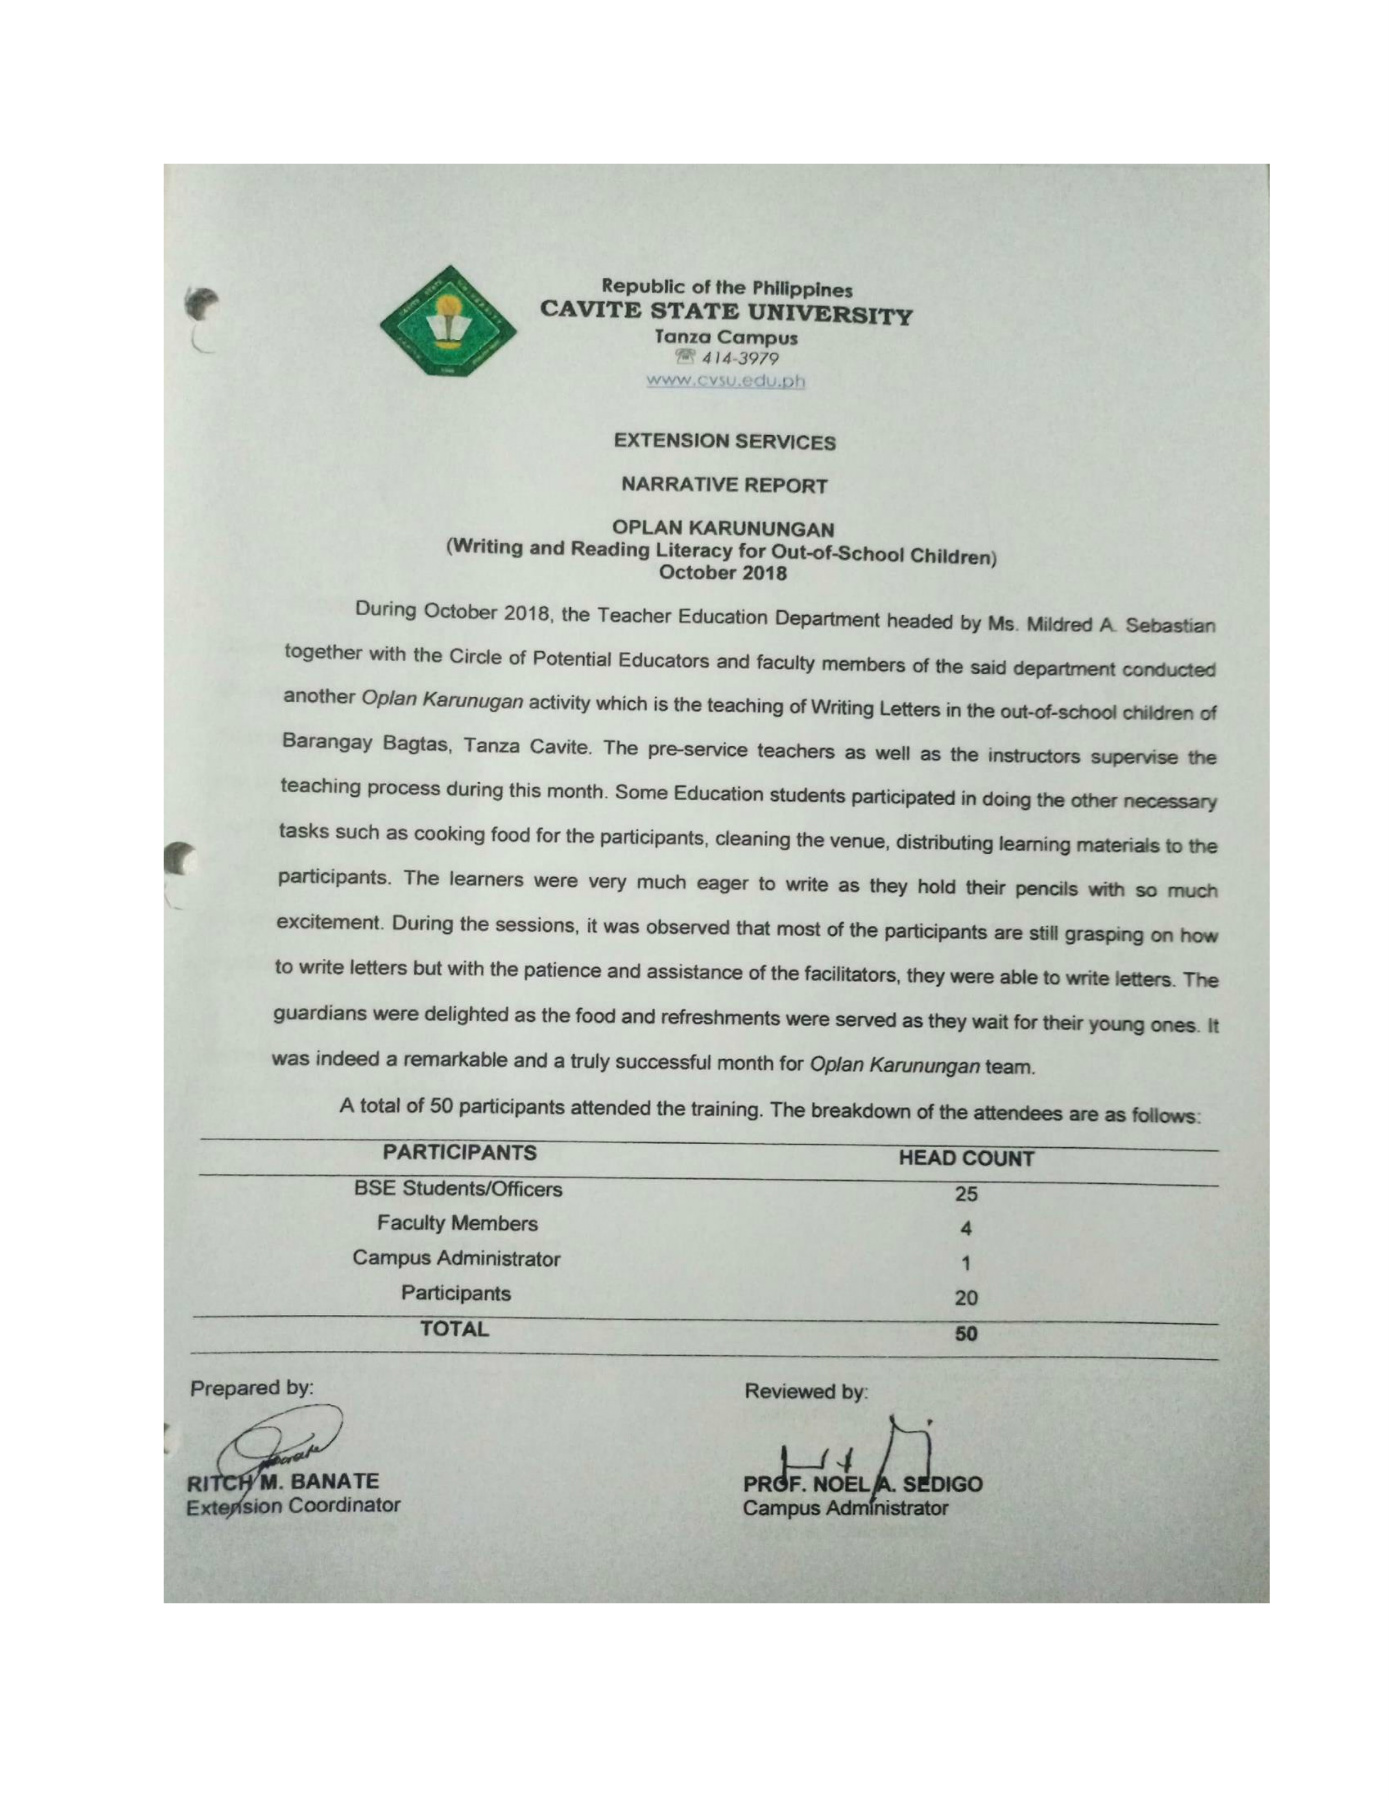 Republic of the Philippines
CAVITE STATE UNIVERSITY
Tanza Campus
☏ 414-3979
www.cvsu.edu.ph
EXTENSION SERVICES
NARRATIVE REPORT
OPLAN KARUNUNGAN
(Writing and Reading Literacy for Out-of-School Children)
October 2018
During October 2018, the Teacher Education Department headed by Ms. Mildred A. Sebastian
together with the Circle of Potential Educators and faculty members of the said department conducted
another Oplan Karunugan activity which is the teaching of Writing Letters in the out-of-school children of
Barangay Bagtas, Tanza Cavite. The pre-service teachers as well as the instructors supervise the
teaching process during this month. Some Education students participated in doing the other necessary
tasks such as cooking food for the participants, cleaning the venue, distributing learning materials to the
participants. The learners were very much eager to write as they hold their pencils with so much
excitement. During the sessions, it was observed that most of the participants are still grasping on how
to write letters but with the patience and assistance of the facilitators, they were able to write letters. The
guardians were delighted as the food and refreshments were served as they wait for their young ones. It
was indeed a remarkable and a truly successful month for Oplan Karunungan team.
A total of 50 participants attended the training. The breakdown of the attendees are as follows:
PARTICIPANTS HEAD COUNT
BSE Students/Officers 25
Faculty Members 4
Campus Administrator 1
Participants 20
TOTAL 50
Prepared by: Reviewed by:
RITCH M. BANATE PROF. NOEL A. SEDIGO
Extension Coordinator Campus Administrator